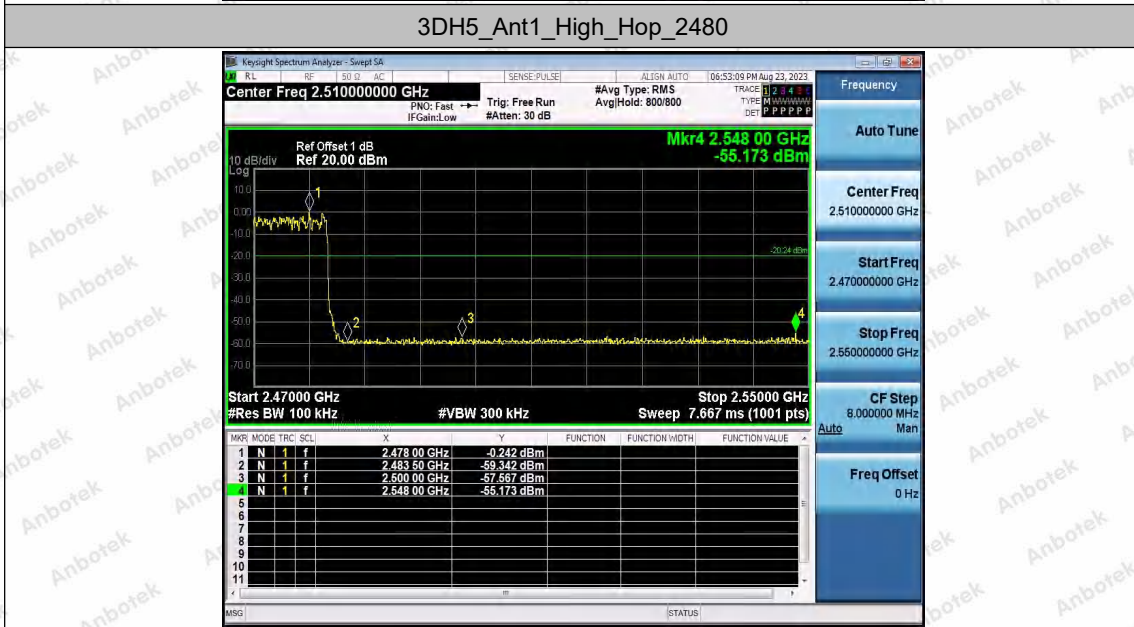 3DH5_Ant1_High_Hop_2480
Keysight Spectrum Analyzer - Swept SA
RL RF 50 Ω AC SENSE:PULSE ALIGN AUTO 06:53:09 PM Aug 23, 2023
Center Freq 2.510000000 GHz
PNO: Fast
IFGain:Low
Trig: Free Run
#Atten: 30 dB
#Avg Type: RMS
Avg|Hold: 800/800
TRACE 1 2 3 4 5 6
TYPE M W W W W W
DET P P P P P P
Mkr4 2.548 00 GHz
-55.173 dBm
Ref Offset 1 dB
10 dB/div Ref 20.00 dBm
Log
10.0
0.00
-10.0
-20.0
-30.0
-40.0
-50.0
-60.0
-70.0
1
2
3
4
-20.24 dBm
Start 2.47000 GHz Stop 2.55000 GHz
#Res BW 100 kHz #VBW 300 kHz Sweep 7.667 ms (1001 pts)
MKR MODE TRC SCL X Y FUNCTION FUNCTION WIDTH FUNCTION VALUE
1 N 1 f 2.478 00 GHz -0.242 dBm
2 N 1 f 2.483 50 GHz -59.342 dBm
3 N 1 f 2.500 00 GHz -57.567 dBm
4 N 1 f 2.548 00 GHz -55.173 dBm
5
6
7
8
9
10
11
MSG STATUS
Frequency
Auto Tune
Center Freq
2.510000000 GHz
Start Freq
2.470000000 GHz
Stop Freq
2.550000000 GHz
CF Step
8.000000 MHz
Auto Man
Freq Offset
0 Hz
Anbotek